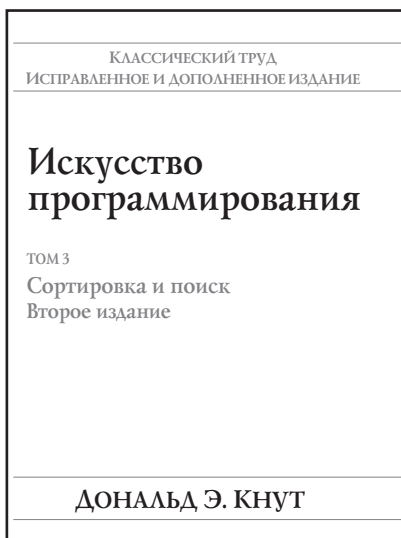 Классический труд
Исправленное и дополненное издание
Искусство
программирования
ТОМ 3
Сортировка и поиск
Второе издание
ДОНАЛЬД Э. КНУТ